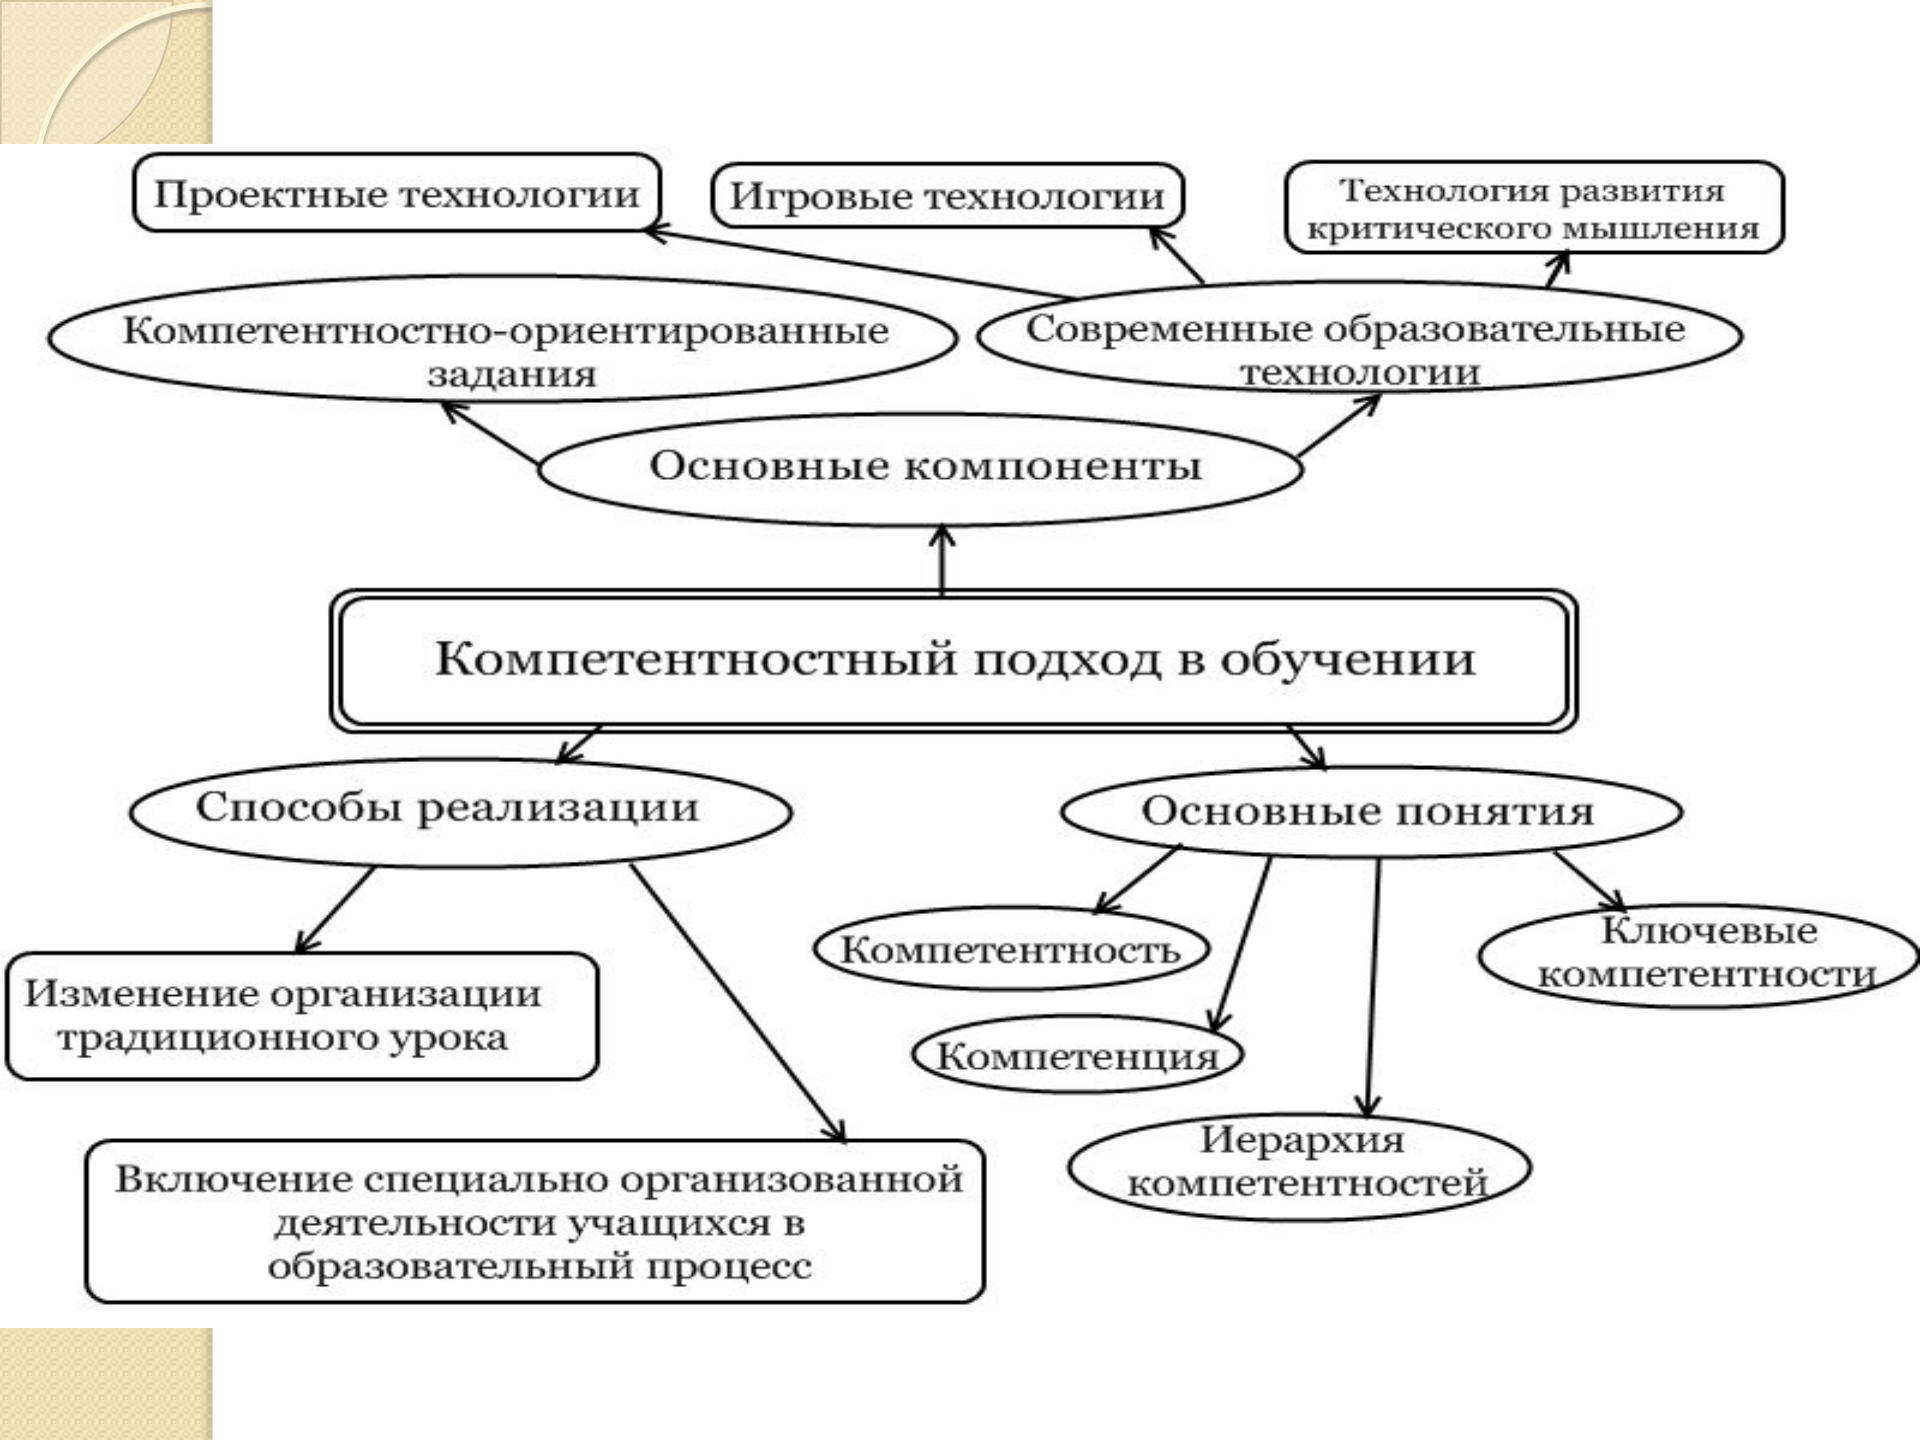 Проектные технологии
Игровые технологии
Технология развития
критического мышления
Компетентностно-ориентированные
задания
Современные образовательные
технологии
Основные компоненты
Компетентностный подход в обучении
Способы реализации
Основные понятия
Компетентность
Ключевые
компетентности
Изменение организации
традиционного урока
Компетенция
Иерархия
компетентностей
Включение специально организованной
деятельности учащихся в
образовательный процесс